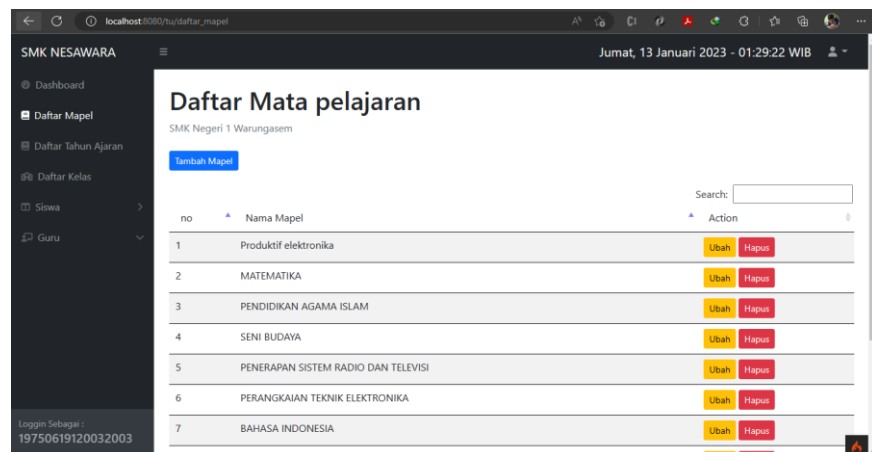 localhost:8080/tu/daftar_mapel
SMK NESAWARA
Jumat, 13 Januari 2023 - 01:29:22 WIB
Dashboard
Daftar Mapel
Daftar Tahun Ajaran
Daftar Kelas
Siswa
Guru
Loggin Sebagai :
19750619120032003
Daftar Mata pelajaran
SMK Negeri 1 Warungasem
Tambah Mapel
Search:
no Nama Mapel Action
1 Produktif elektronika Ubah Hapus
2 MATEMATIKA Ubah Hapus
3 PENDIDIKAN AGAMA ISLAM Ubah Hapus
4 SENI BUDAYA Ubah Hapus
5 PENERAPAN SISTEM RADIO DAN TELEVISI Ubah Hapus
6 PERANGKAIAN TEKNIK ELEKTRONIKA Ubah Hapus
7 BAHASA INDONESIA Ubah Hapus